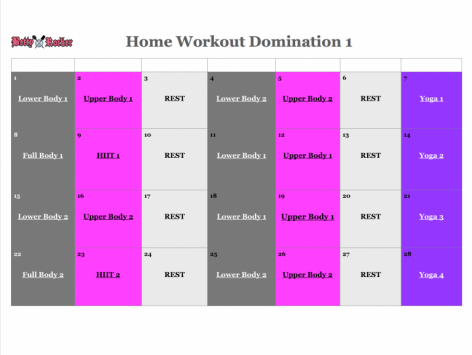 Betty Rocker
Home Workout Domination 1
1 2 3 4 5 6 7
Lower Body 1 Upper Body 1 REST Lower Body 2 Upper Body 2 REST Yoga 1
8 9 10 11 12 13 14
Full Body 1 HIIT 1 REST Lower Body 1 Upper Body 1 REST Yoga 2
15 16 17 18 19 20 21
Lower Body 2 Upper Body 2 REST Lower Body 1 Upper Body 1 REST Yoga 3
22 23 24 25 26 27 28
Full Body 2 HIIT 2 REST Lower Body 2 Upper Body 2 REST Yoga 4